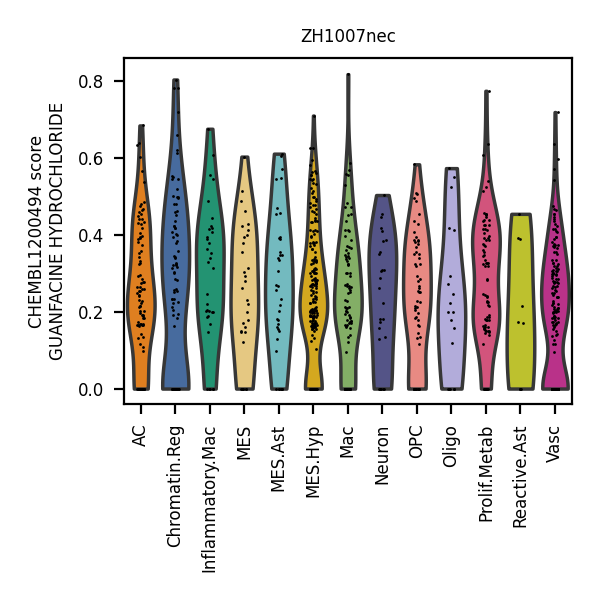 ZH1007nec
CHEMBL1200494 score
GUANFACINE HYDROCHLORIDE
0.8
0.6
0.4
0.2
0.0
AC
Chromatin.Reg
Inflammatory.Mac
MES
MES.Ast
MES.Hyp
Mac
Neuron
OPC
Oligo
Prolif.Metab
Reactive.Ast
Vasc